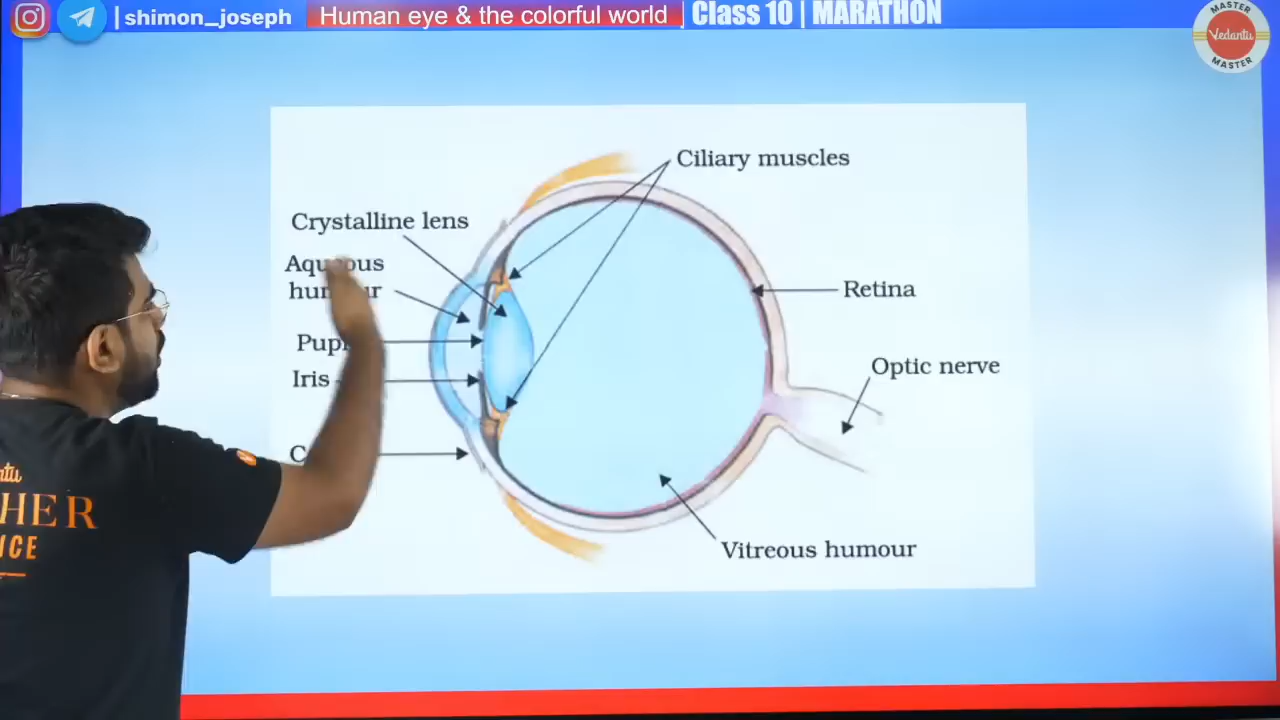 shimon_joseph
Human eye & the colorful world
Class 10 | MARATHON
MASTER
Vedantu
MASTER
Ciliary muscles
Crystalline lens
Retina
Iris
Optic nerve
Vitreous humour
HER